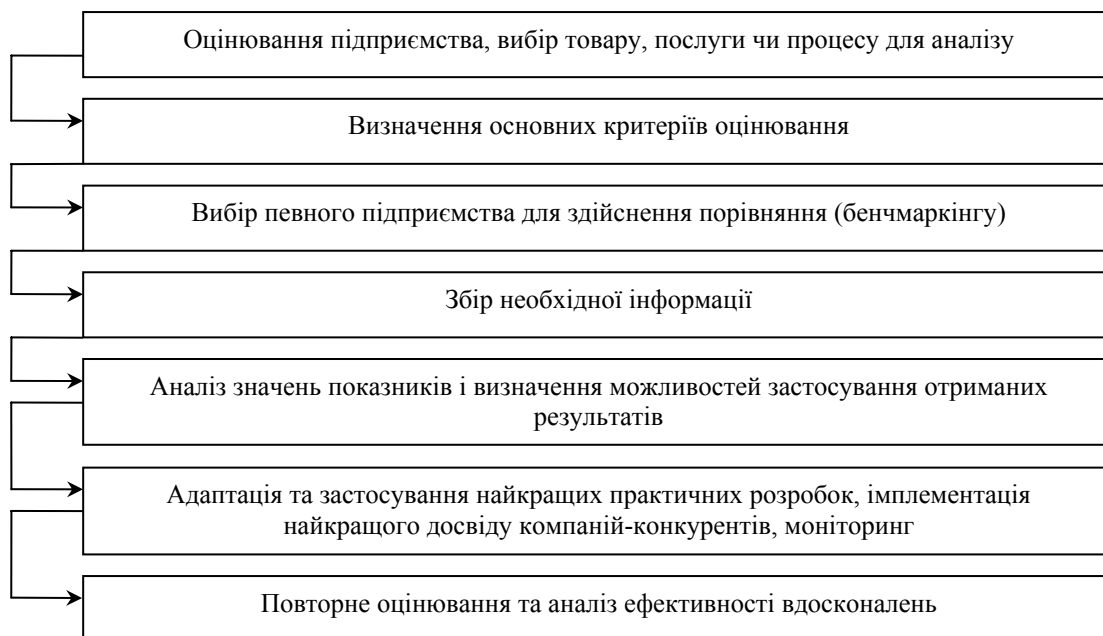 Оцінювання підприємства, вибір товару, послуги чи процесу для аналізу
Визначення основних критеріїв оцінювання
Вибір певного підприємства для здійснення порівняння (бенчмаркінгу)
Збір необхідної інформації
Аналіз значень показників і визначення можливостей застосування отриманих
результатів
Адаптація та застосування найкращих практичних розробок, імплементація
найкращого досвіду компаній-конкурентів, моніторинг
Повторне оцінювання та аналіз ефективності вдосконалень